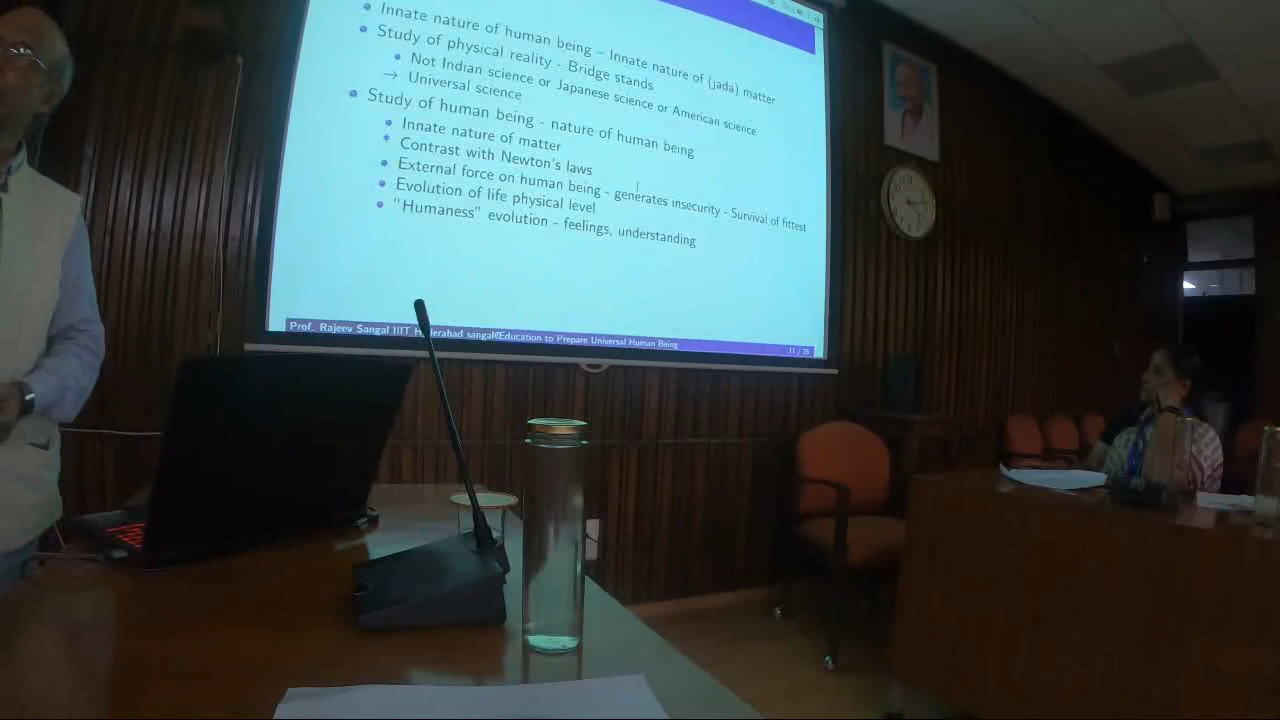 Innate nature of human being – Innate nature of (jada) matter
Study of physical reality - Bridge stands
Not Indian science or Japanese science or American science
→ Universal science
Study of human being - nature of human being
Innate nature of matter
* Contrast with Newton's laws
External force on human being - generates insecurity - Survival of fittest
Evolution of life physical level
"Humaness" evolution - feelings, understanding
Prof. Rajeev Sangal IIIT Hyderabad sangal@Education to Prepare Universal Human Being
11 / 26